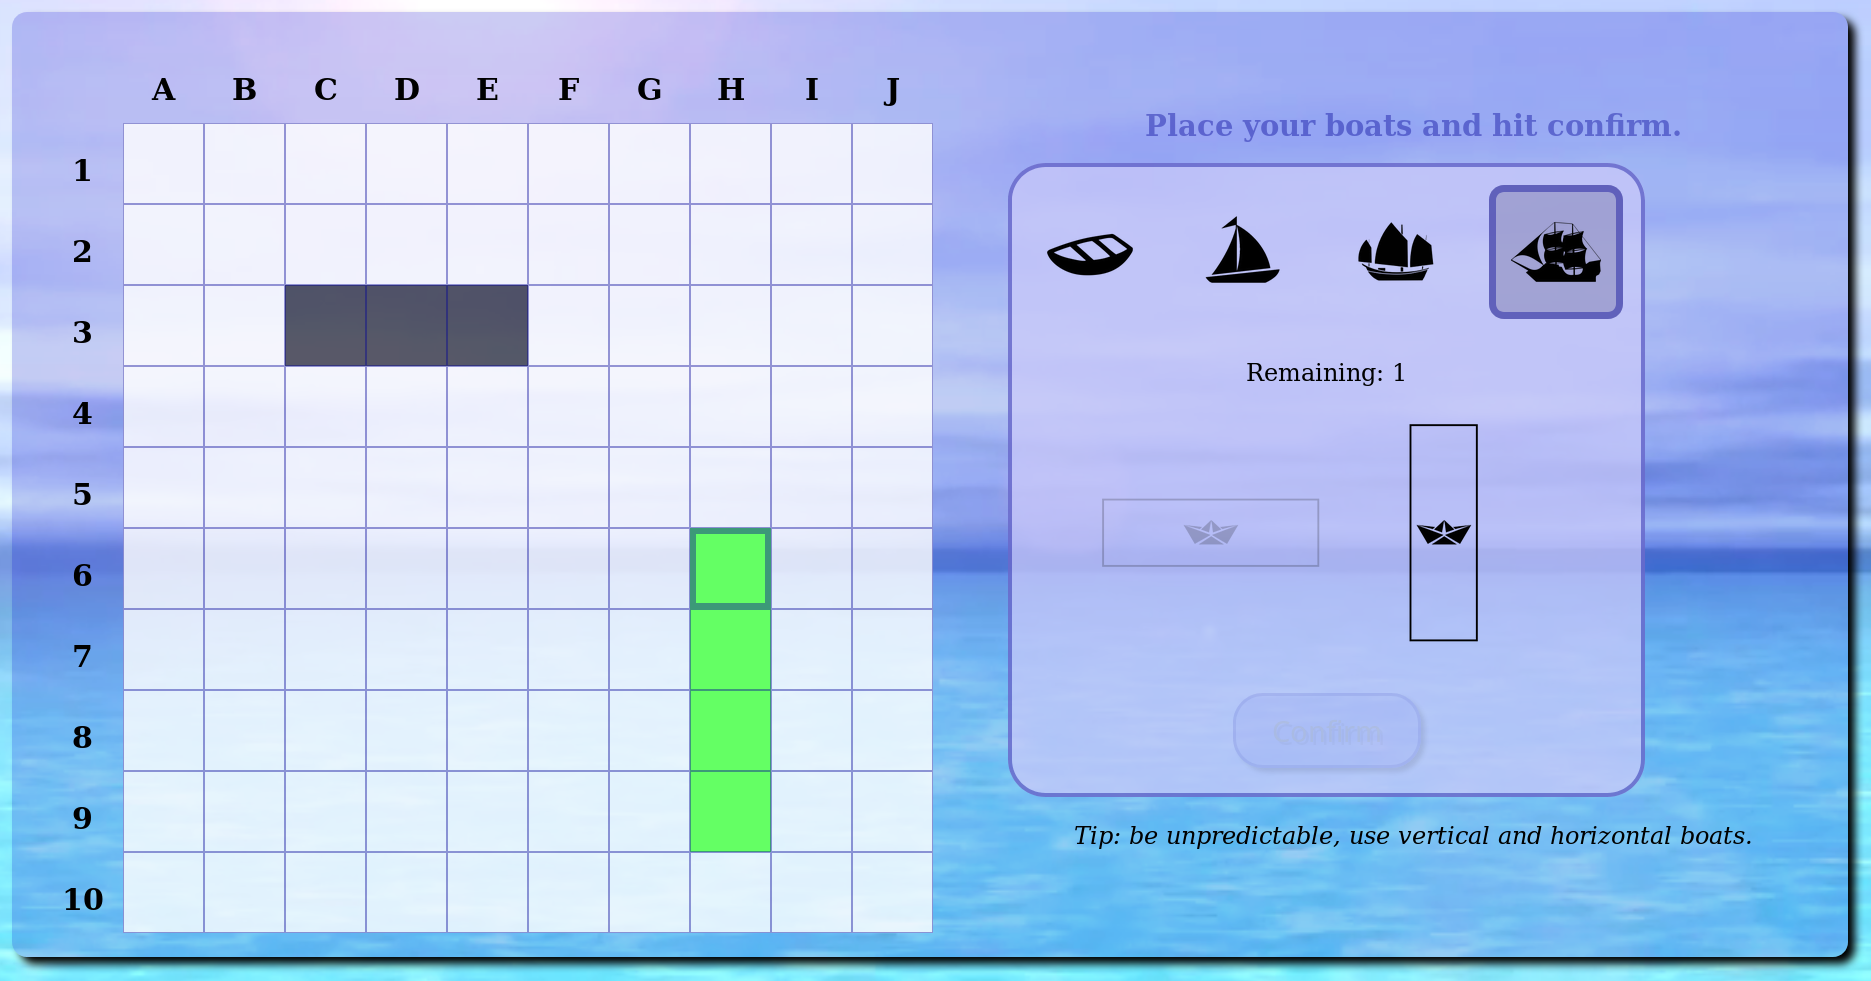 A B C D E F G H I J
1
2
3
4
5
6
7
8
9
10
Place your boats and hit confirm.
Remaining: 1
Confirm
Tip: be unpredictable, use vertical and horizontal boats.